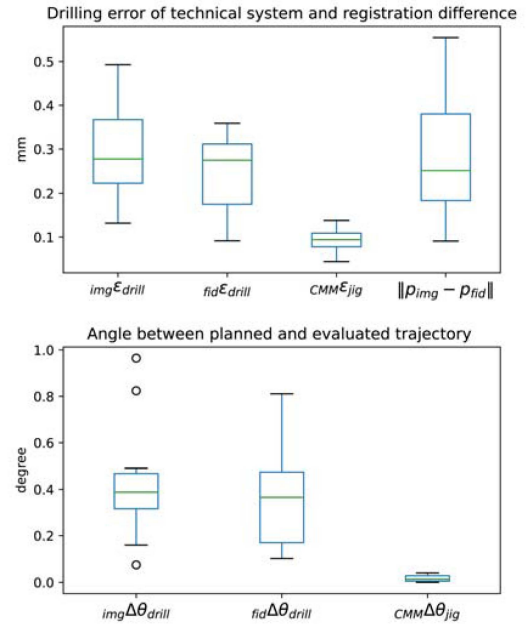 Drilling error of technical system and registration difference
0.5
0.4
0.3
0.2
0.1
mm
imgεdrill fidεdrill CMMεjig ‖pimg − pfid‖
Angle between planned and evaluated trajectory
1.0
0.8
0.6
0.4
0.2
0.0
degree
imgΔθdrill fidΔθdrill CMMΔθjig